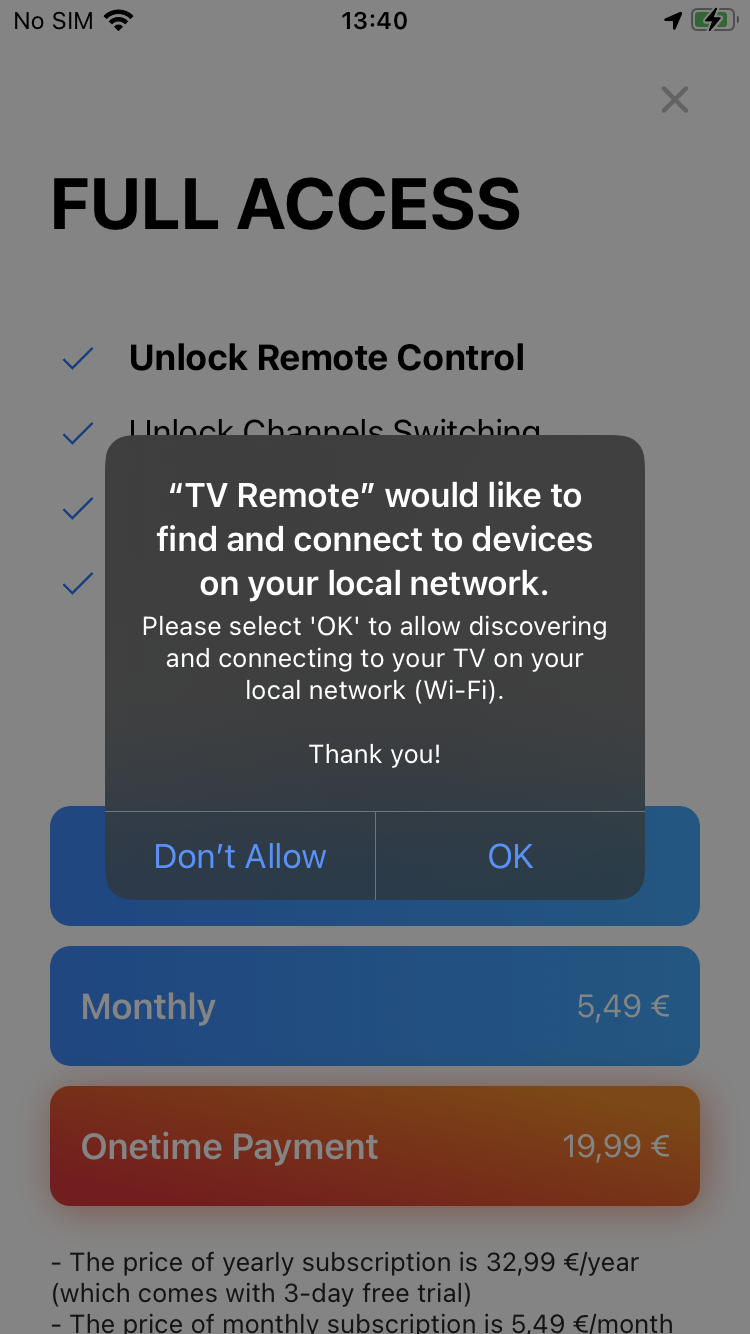 No SIM 13:40
FULL ACCESS
Unlock Remote Control
Unlock Channels Switching
“TV Remote” would like to
find and connect to devices
on your local network.
Please select 'OK' to allow discovering
and connecting to your TV on your
local network (Wi-Fi).
Thank you!
Don’t Allow OK
Monthly 5,49 €
Onetime Payment 19,99 €
- The price of yearly subscription is 32,99 €/year
(which comes with 3-day free trial)
- The price of monthly subscription is 5,49 €/month